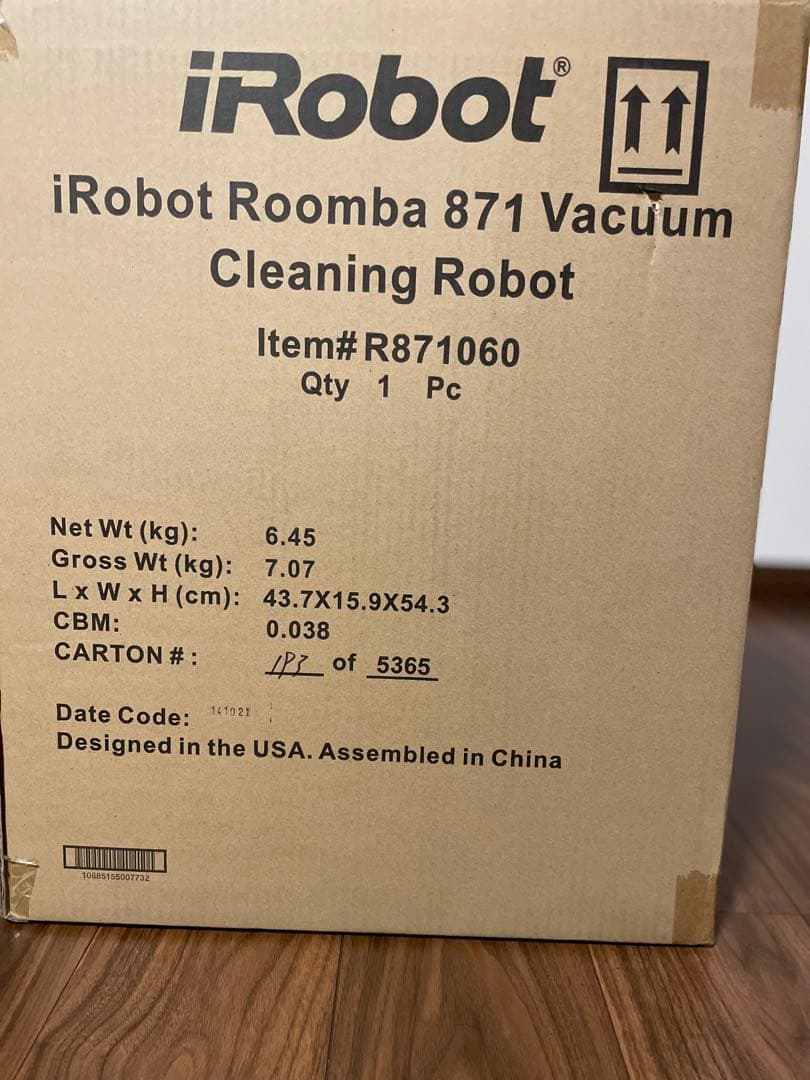 iRobot®
iRobot Roomba 871 Vacuum
Cleaning Robot
Item# R871060
Qty 1 Pc
Net Wt (kg): 6.45
Gross Wt (kg): 7.07
L x W x H (cm): 43.7X15.9X54.3
CBM: 0.038
CARTON # : of 5365
Date Code: 141021
Designed in the USA. Assembled in China
10885155007732